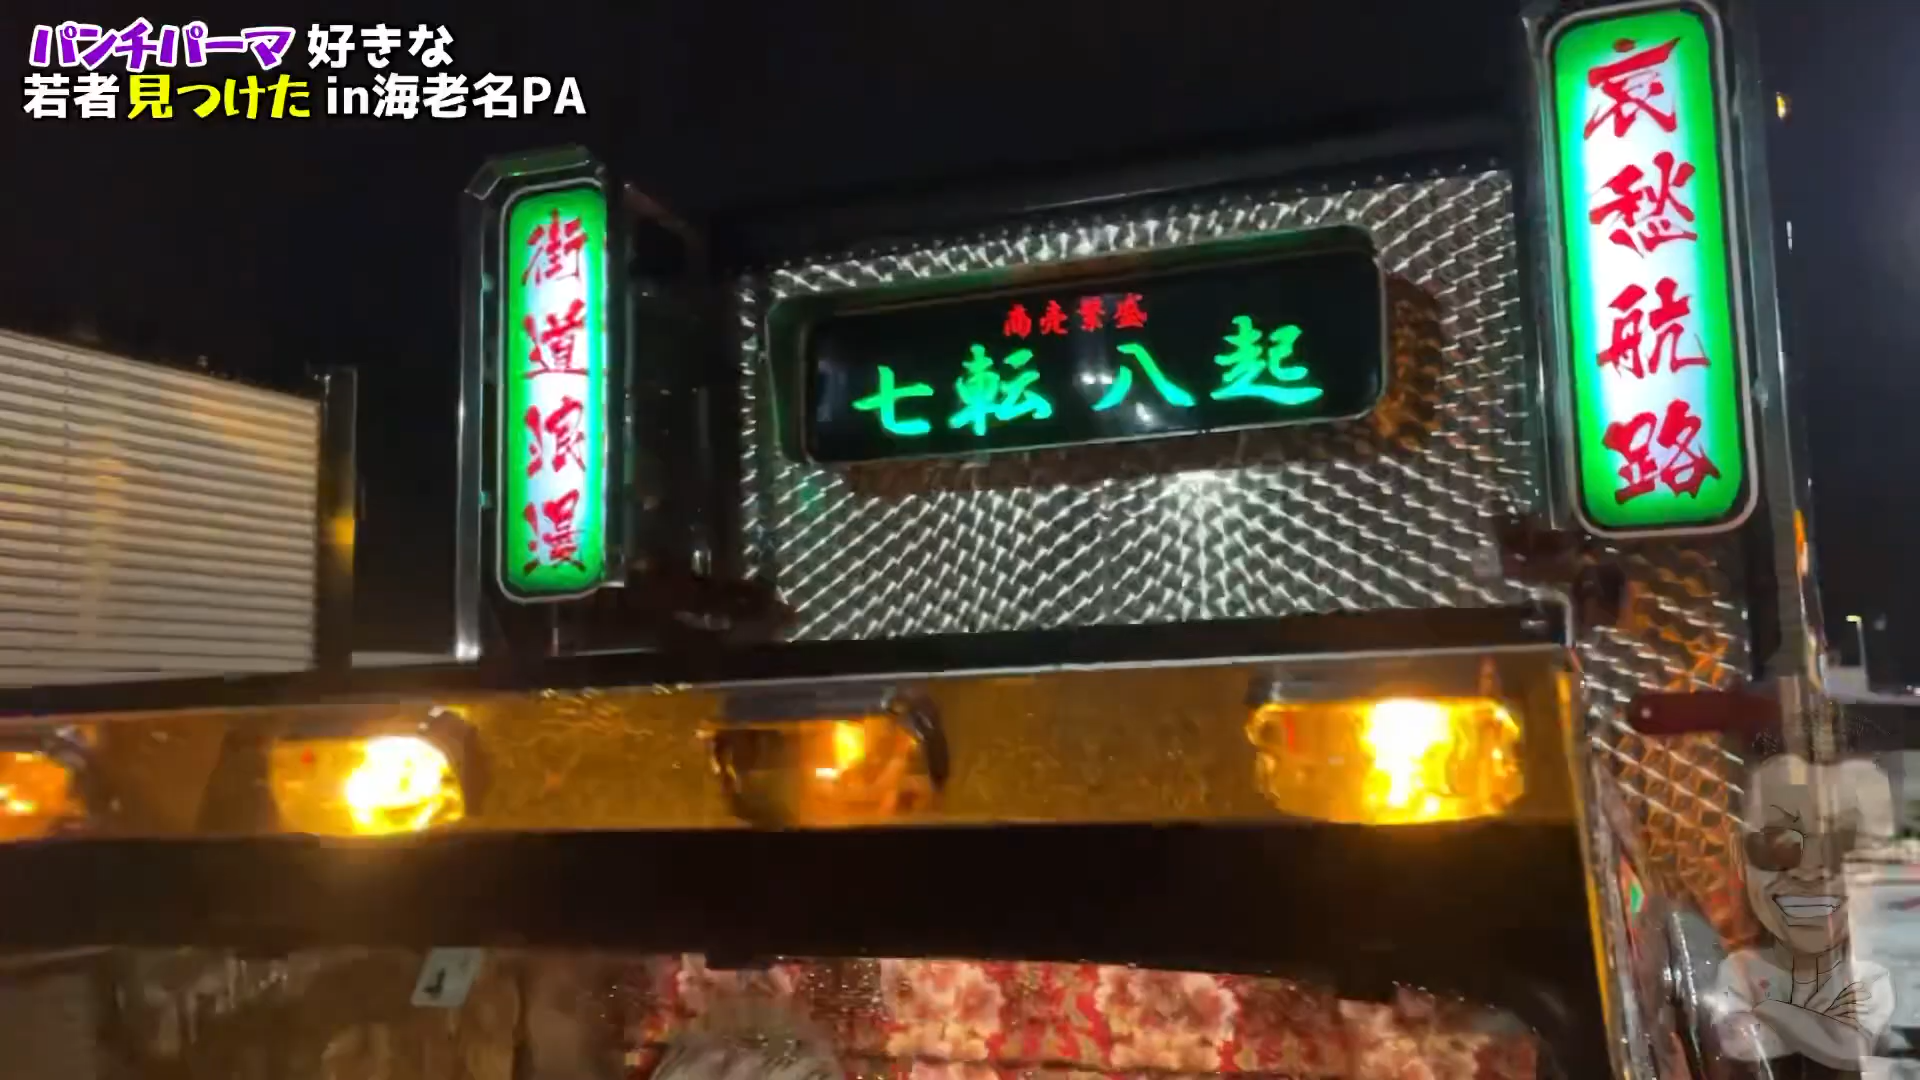 パンチパーマ 好きな
若者見つけた in海老名PA
街道浪漫
商売繁盛
七転八起
哀愁航路